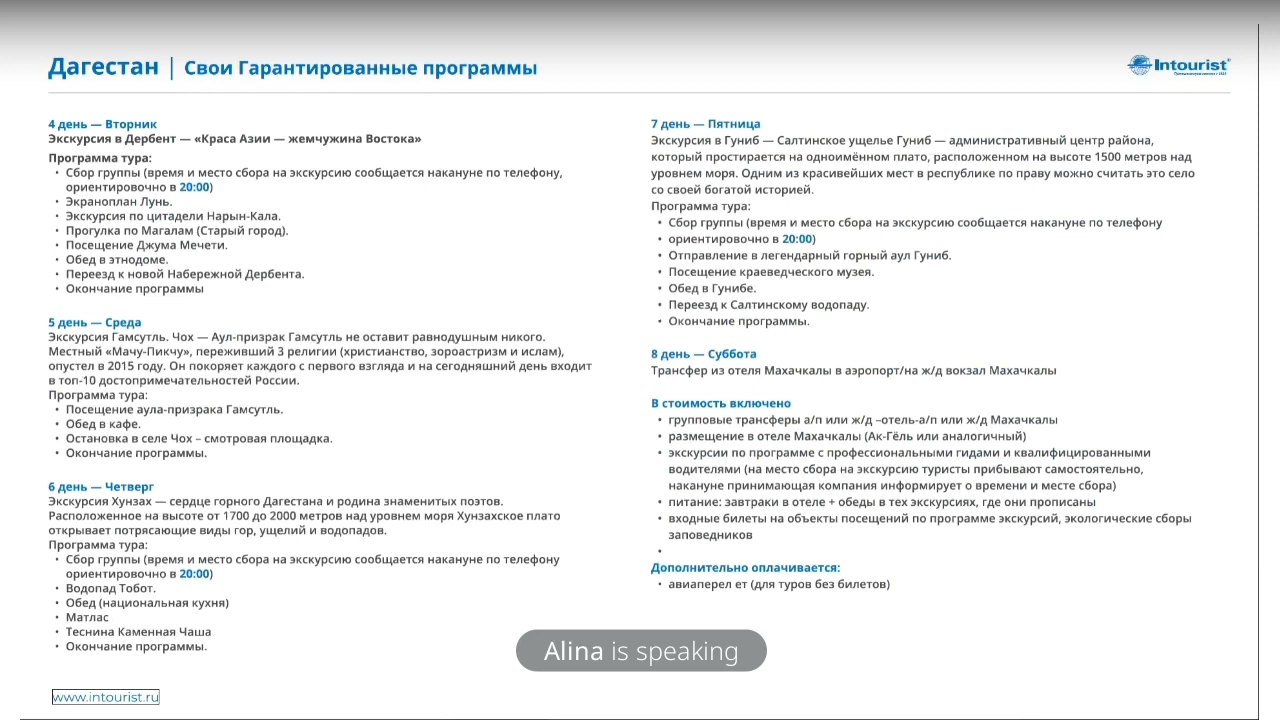 Дагестан | Свои Гарантированные программы
Intourist
4 день — Вторник
Экскурсия в Дербент — «Краса Азии — жемчужина Востока»
Программа тура:
• Сбор группы (время и место сбора на экскурсию сообщается накануне по телефону,
ориентировочно в 20:00)
• Экраноплан Лунь.
• Экскурсия по цитадели Нарын-Кала.
• Прогулка по Магалам (Старый город).
• Посещение Джума Мечети.
• Обед в этнодоме.
• Переезд к новой Набережной Дербента.
• Окончание программы
5 день — Среда
Экскурсия Гамсутль. Чох — Аул-призрак Гамсутль не оставит равнодушным никого.
Местный «Мачу-Пикчу», переживший 3 религии (христианство, зороастризм и ислам),
опустел в 2015 году. Он покоряет каждого с первого взгляда и на сегодняшний день входит
в топ-10 достопримечательностей России.
Программа тура:
• Посещение аула-призрака Гамсутль.
• Обед в кафе.
• Остановка в селе Чох – смотровая площадка.
• Окончание программы.
6 день — Четверг
Экскурсия Хунзах — сердце горного Дагестана и родина знаменитых поэтов.
Расположенное на высоте от 1700 до 2000 метров над уровнем моря Хунзахское плато
открывает потрясающие виды гор, ущелий и водопадов.
Программа тура:
• Сбор группы (время и место сбора на экскурсию сообщается накануне по телефону
ориентировочно в 20:00)
• Водопад Тобот.
• Обед (национальная кухня)
• Матлас
• Теснина Каменная Чаша
• Окончание программы.
7 день — Пятница
Экскурсия в Гуниб — Салтинское ущелье Гуниб — административный центр района,
который простирается на одноимённом плато, расположенном на высоте 1500 метров над
уровнем моря. Одним из красивейших мест в республике по праву можно считать это село
со своей богатой историей.
Программа тура:
• Сбор группы (время и место сбора на экскурсию сообщается накануне по телефону
• ориентировочно в 20:00)
• Отправление в легендарный горный аул Гуниб.
• Посещение краеведческого музея.
• Обед в Гунибе.
• Переезд к Салтинскому водопаду.
• Окончание программы.
8 день — Суббота
Трансфер из отеля Махачкалы в аэропорт/на ж/д вокзал Махачкалы
В стоимость включено
• групповые трансферы а/п или ж/д –отель-а/п или ж/д Махачкалы
• размещение в отеле Махачкалы (Ак-Гёль или аналогичный)
• экскурсии по программе с профессиональными гидами и квалифицированными
водителями (на место сбора на экскурсию туристы прибывают самостоятельно,
накануне принимающая компания информирует о времени и месте сбора)
• питание: завтраки в отеле + обеды в тех экскурсиях, где они прописаны
• входные билеты на объекты посещений по программе экскурсий, экологические сборы
заповедников
•
Дополнительно оплачивается:
• авиаперел ет (для туров без билетов)
Alina is speaking
www.intourist.ru